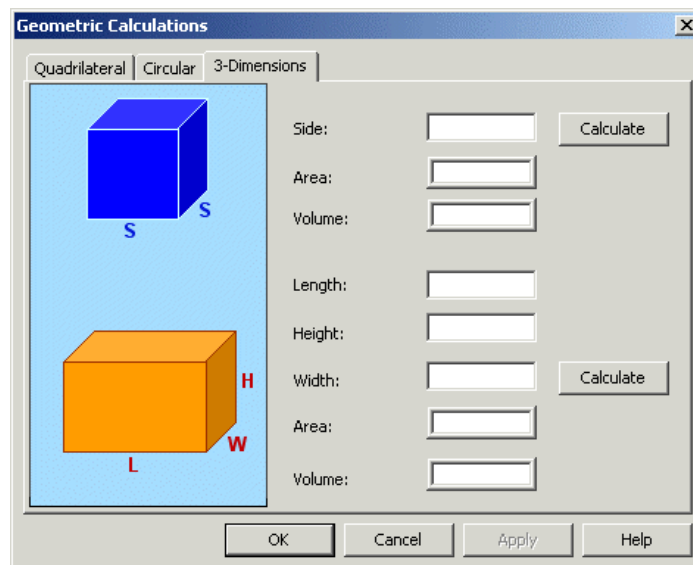 Geometric Calculations
Quadrilateral Circular 3-Dimensions
Side: Calculate
Area:
S
Volume:
S
Length:
Height:
H
Width: Calculate
Area:
W
L
Volume:
OK Cancel Apply Help